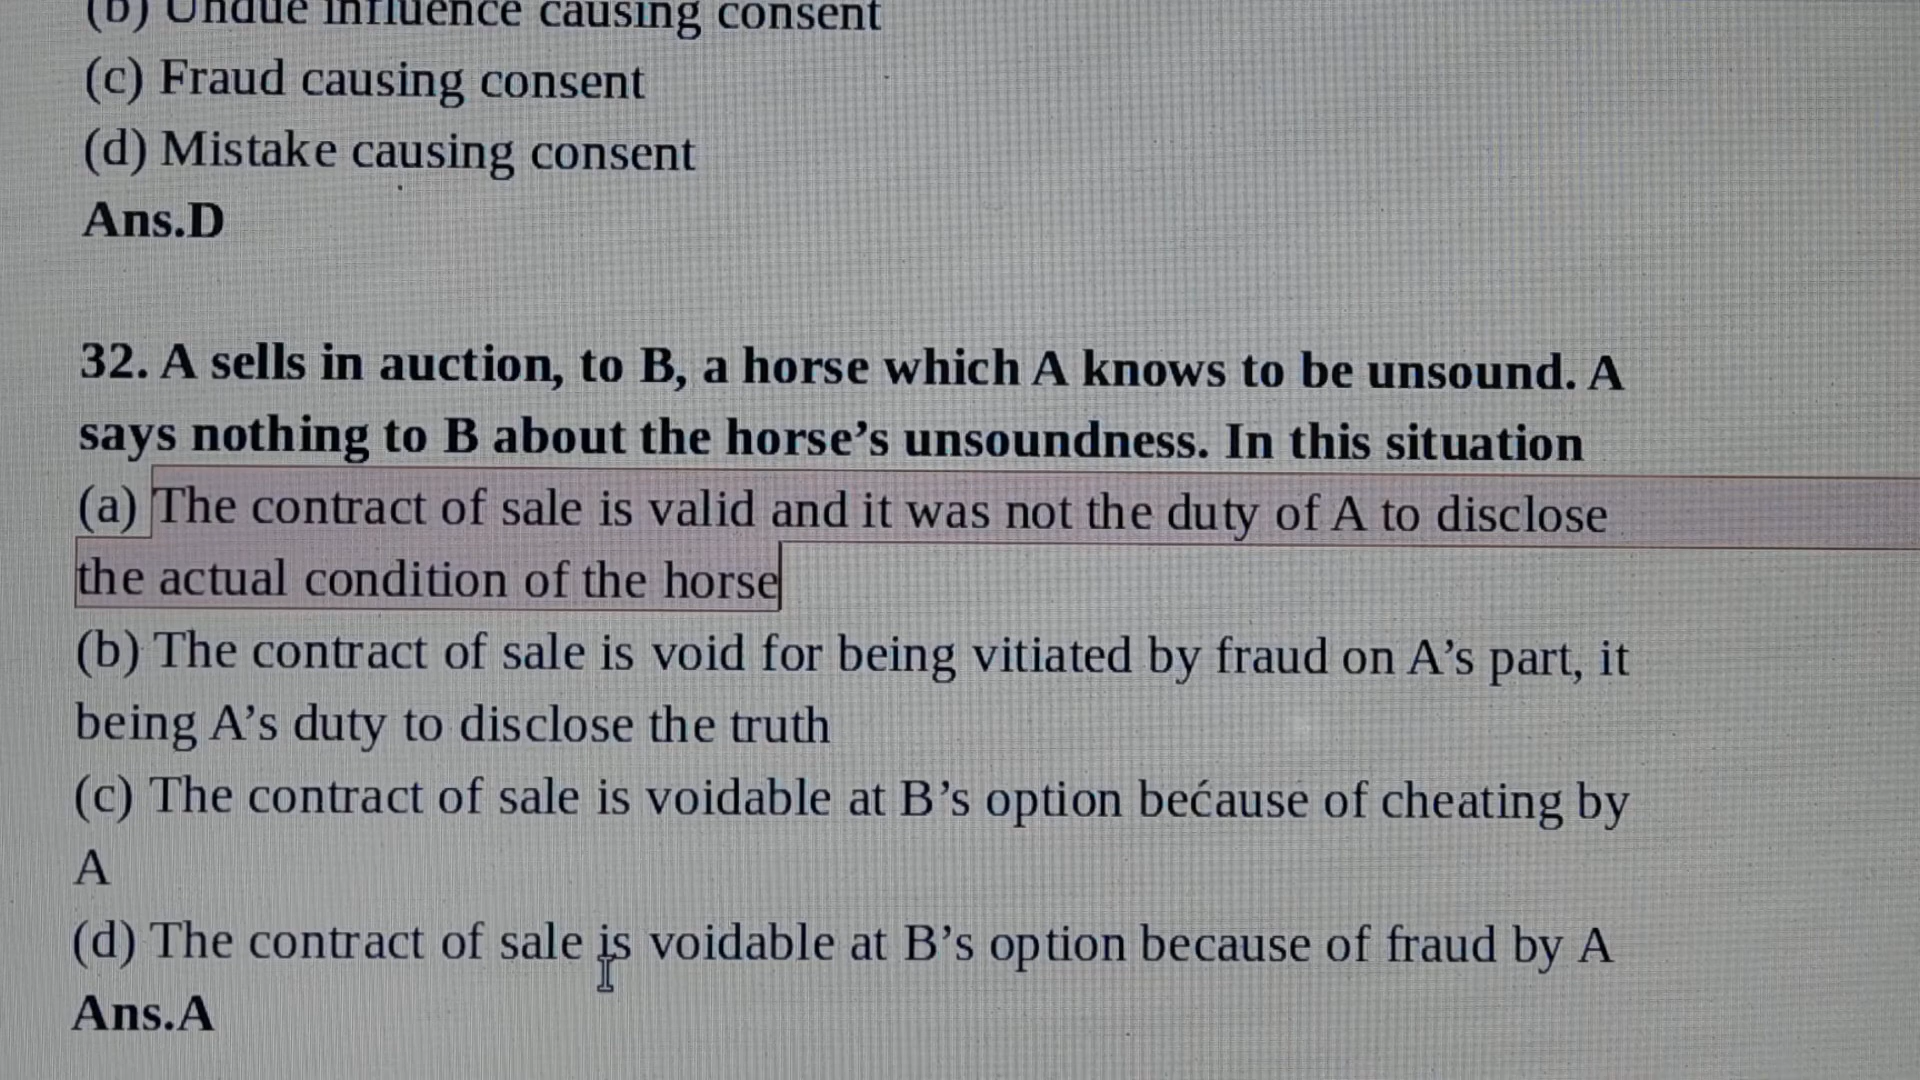 (b) Undue influence causing consent
(c) Fraud causing consent
(d) Mistake causing consent
Ans.D
32. A sells in auction, to B, a horse which A knows to be unsound. A
says nothing to B about the horse’s unsoundness. In this situation
(a) The contract of sale is valid and it was not the duty of A to disclose
the actual condition of the horse
(b) The contract of sale is void for being vitiated by fraud on A’s part, it
being A’s duty to disclose the truth
(c) The contract of sale is voidable at B’s option because of cheating by
A
(d) The contract of sale is voidable at B’s option because of fraud by A
Ans.A